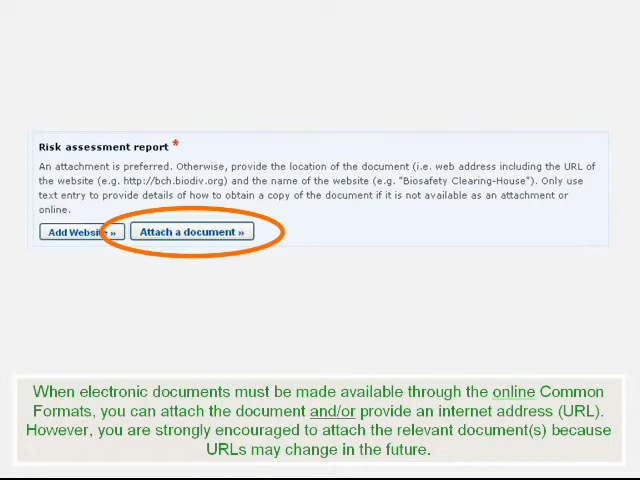 Risk assessment report *
An attachment is preferred. Otherwise, provide the location of the document (i.e. web address including the URL of
the website (e.g. http://bch.biodiv.org) and the name of the website (e.g. "Biosafety Clearing-House"). Only use
text entry to provide details of how to obtain a copy of the document if it is not available as an attachment or
online.
Add Website » Attach a document »
When electronic documents must be made available through the online Common
Formats, you can attach the document and/or provide an internet address (URL).
However, you are strongly encouraged to attach the relevant document(s) because
URLs may change in the future.